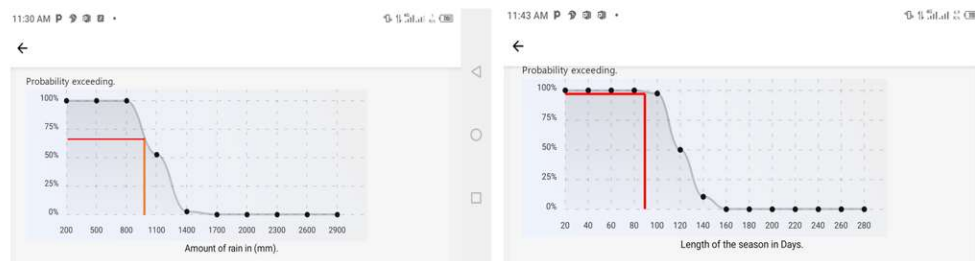 11:30 AM
Probability exceeding.
100%
75%
50%
25%
0%
200 500 800 1100 1400 1700 2000 2300 2600 2900
Amount of rain in (mm).
11:43 AM
Probability exceeding.
100%
75%
50%
25%
0%
20 40 60 80 100 120 140 160 180 200 220 240 260 280
Length of the season in Days.